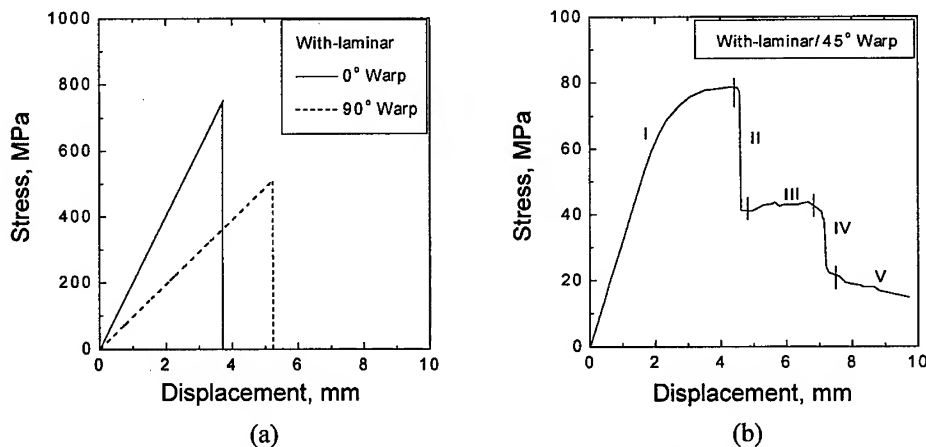 1000
800
600
400
200
0
Stress, MPa
With-laminar
0° Warp
90° Warp
0 2 4 6 8 10
Displacement, mm
(a)
100
80
60
40
20
0
Stress, MPa
With-laminar/45° Warp
I
II
III
IV
V
0 2 4 6 8 10
Displacement, mm
(b)